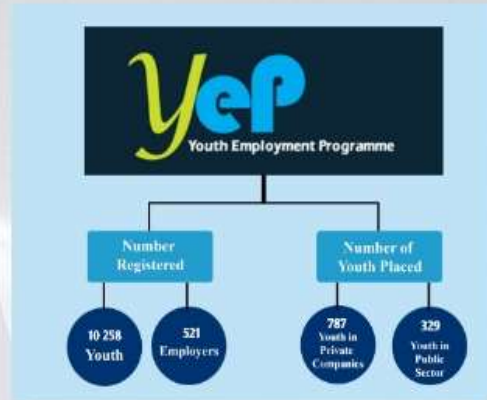 yep
Youth Employment Programme
Number
Registered
Number of
Youth Placed
10 258
Youth
521
Employers
787
Youth in
Private
Companies
329
Youth in
Public
Sector